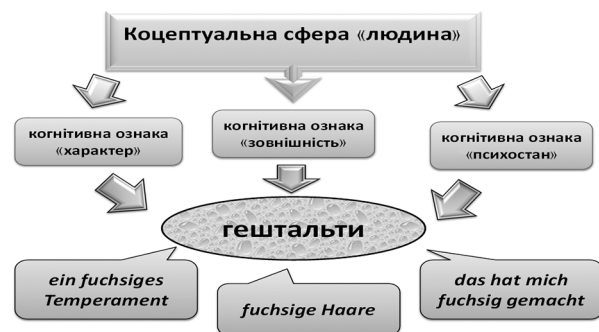 Коцептуальна сфера «людина»
когнітивна ознака
«характер»
когнітивна ознака
«зовнішність»
когнітивна ознака
«психостан»
гештальти
ein fuchsiges
Temperament
fuchsige Haare
das hat mich
fuchsig gemacht